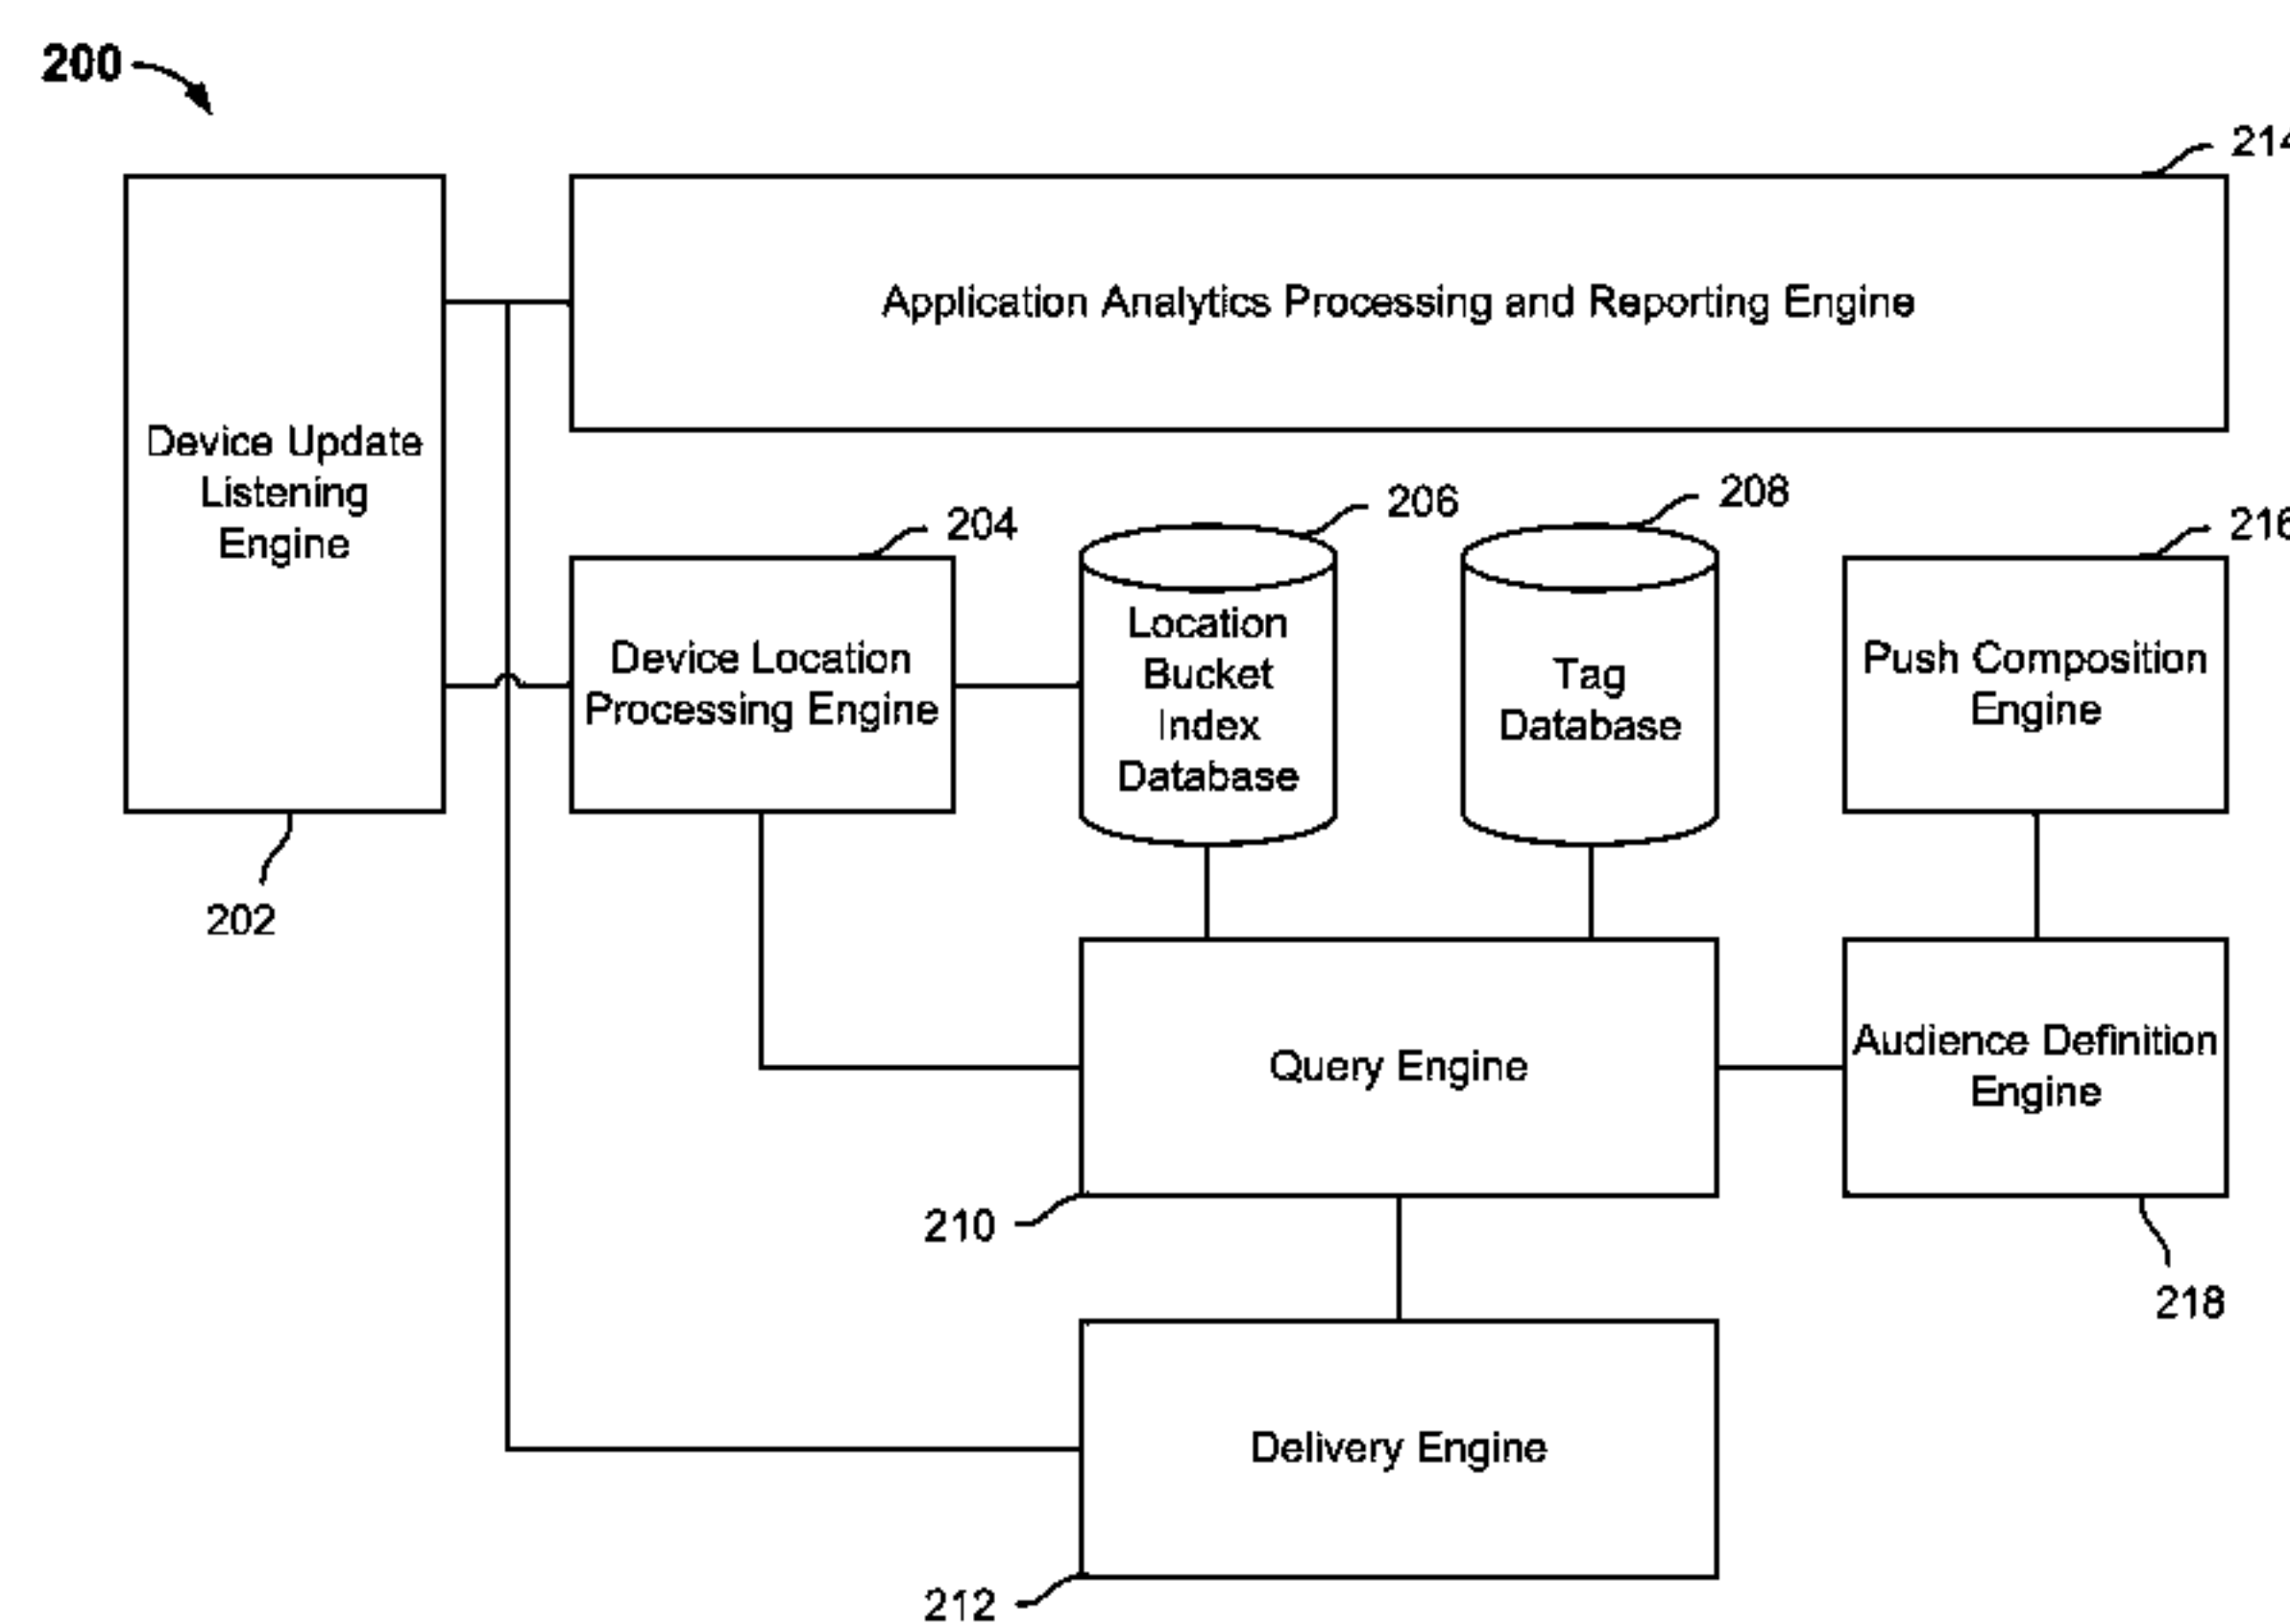 200
214
Application Analytics Processing and Reporting Engine
Device Update
Listening
Engine
202
204
Device Location
Processing Engine
206
Location
Bucket
Index
Database
208
Tag
Database
216
Push Composition
Engine
Query Engine
210
Audience Definition
Engine
218
Delivery Engine
212